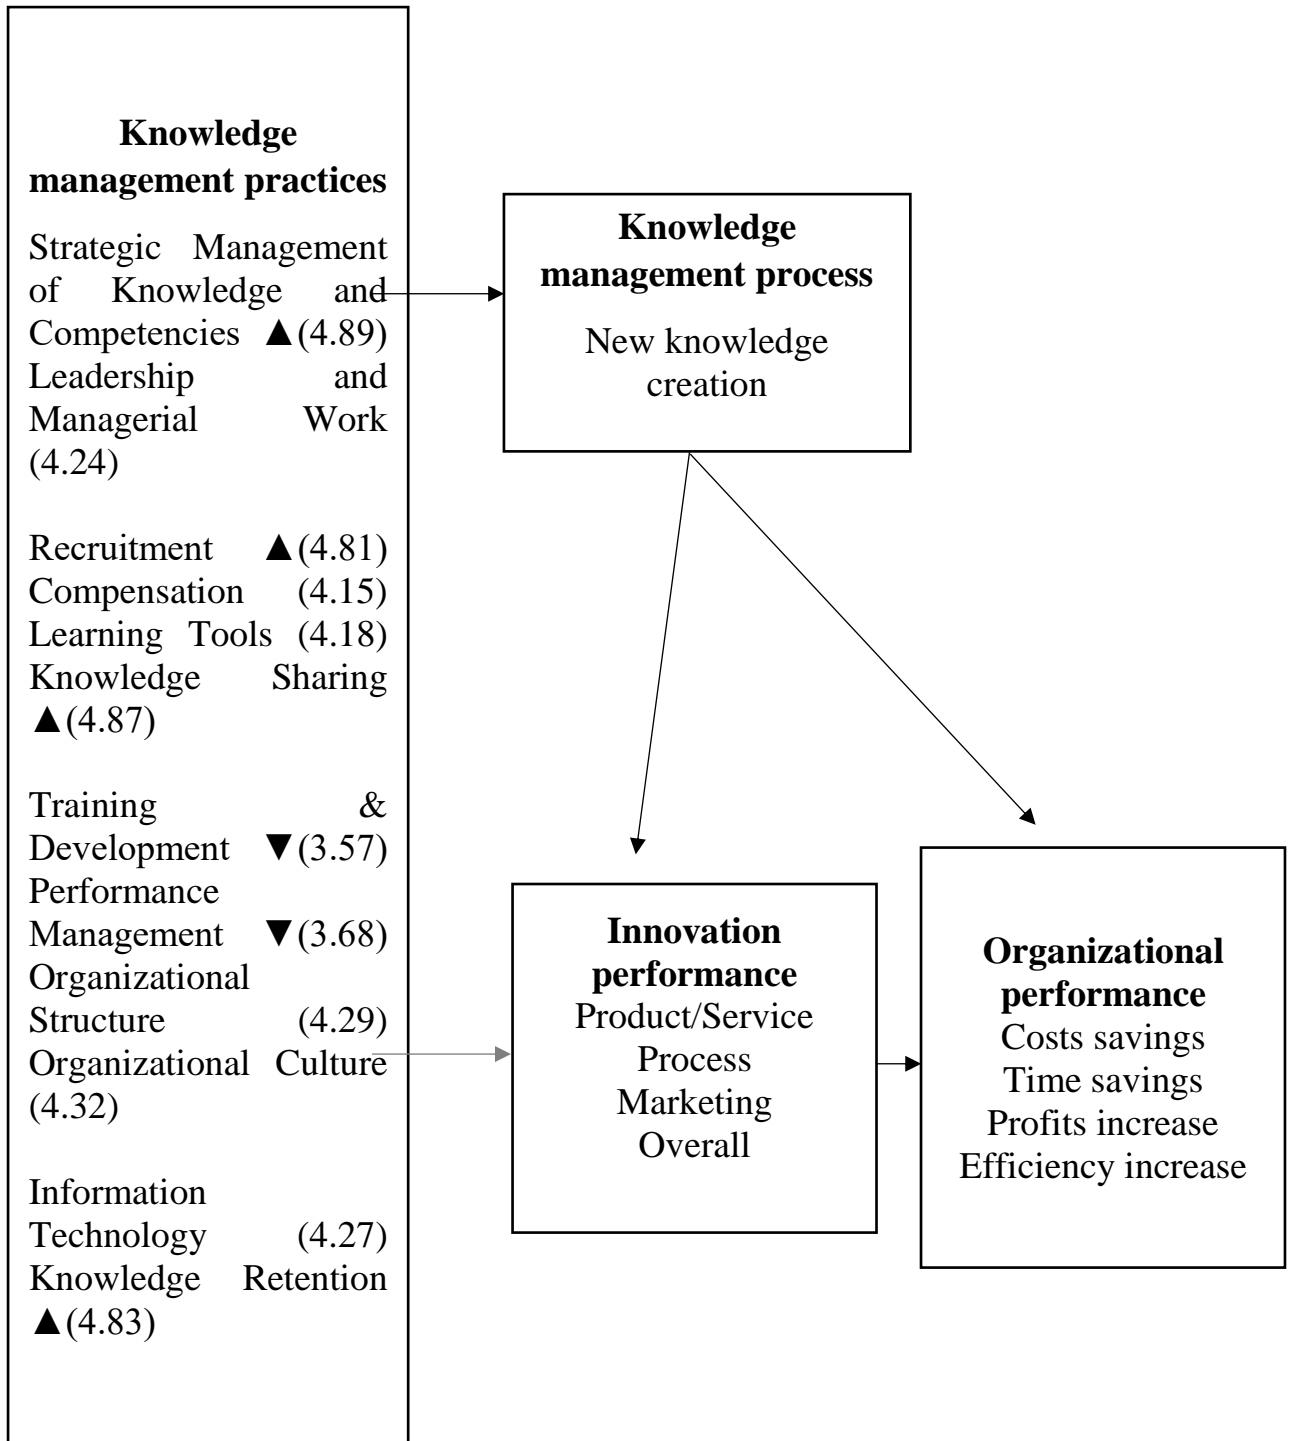 Knowledge
management practices
Strategic Management
of Knowledge and
Competencies ▲(4.89)
Leadership and
Managerial Work
(4.24)
Recruitment ▲(4.81)
Compensation (4.15)
Learning Tools (4.18)
Knowledge Sharing
▲(4.87)
Training &
Development ▼(3.57)
Performance
Management ▼(3.68)
Organizational
Structure (4.29)
Organizational Culture
(4.32)
Information
Technology (4.27)
Knowledge Retention
▲(4.83)
Knowledge
management process
New knowledge
creation
Innovation
performance
Product/Service
Process
Marketing
Overall
Organizational
performance
Costs savings
Time savings
Profits increase
Efficiency increase